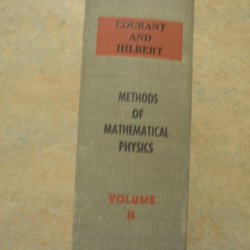 COURANT
AND
HILBERT
METHODS
OF
MATHEMATICAL
PHYSICS
VOLUME
II